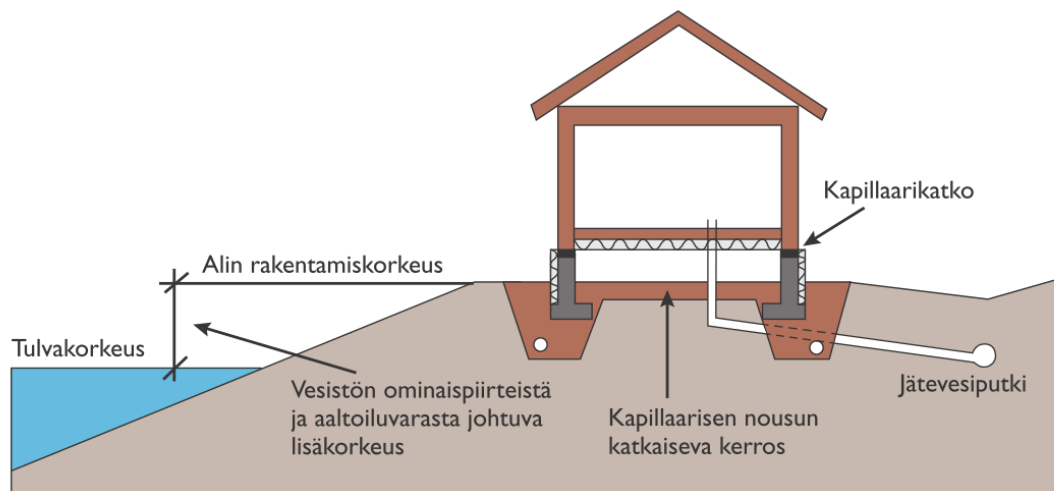 Kapillaarikatko
Alin rakentamiskorkeus
Tulvakorkeus
Vesistön ominaispiirteistä
ja aaltoiluvarasta johtuva
lisäkorkeus
Kapillaarisen nousun
katkaiseva kerros
Jätevesiputki